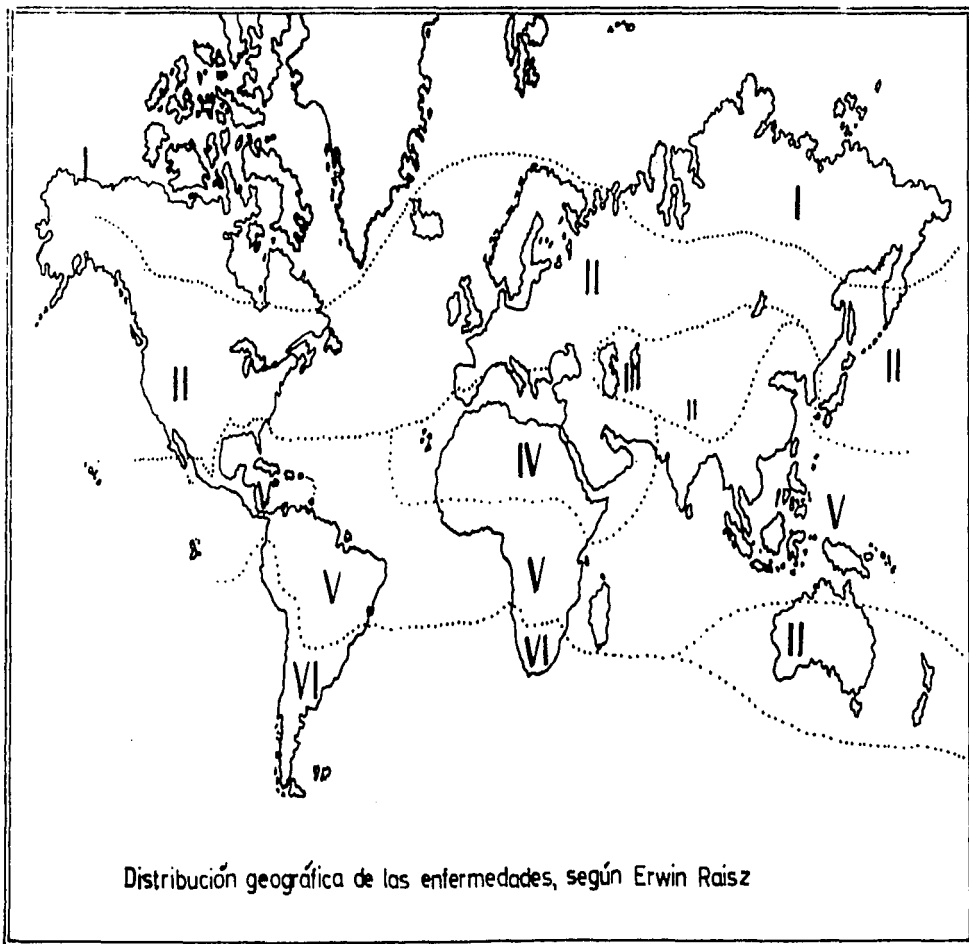 I
I
II
II
II
III
II
IV
V
V
V
V
II
VI
VI
Distribución geográfica de las enfermedades, según Erwin Raisz